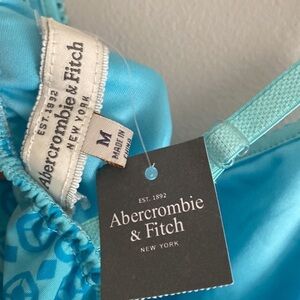 EST. 1892
Abercrombie & Fitch
NEW YORK
M
MADE IN
EST. 1892
Abercrombie
& Fitch
NEW YORK